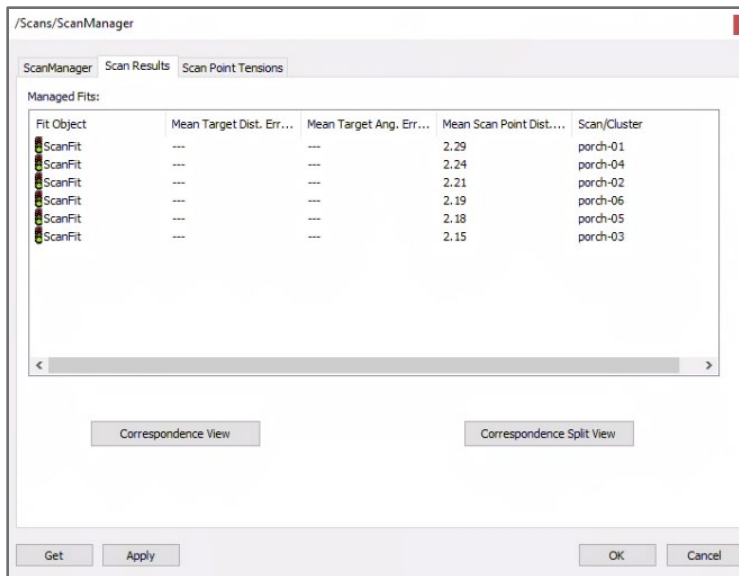 /Scans/ScanManager
ScanManager Scan Results Scan Point Tensions
Managed Fits:
Fit Object Mean Target Dist. Err... Mean Target Ang. Err... Mean Scan Point Dist.... Scan/Cluster
ScanFit --- --- 2.29 porch-01
ScanFit --- --- 2.24 porch-04
ScanFit --- --- 2.21 porch-02
ScanFit --- --- 2.19 porch-06
ScanFit --- --- 2.18 porch-05
ScanFit --- --- 2.15 porch-03
Correspondence View Correspondence Split View
Get Apply OK Cancel